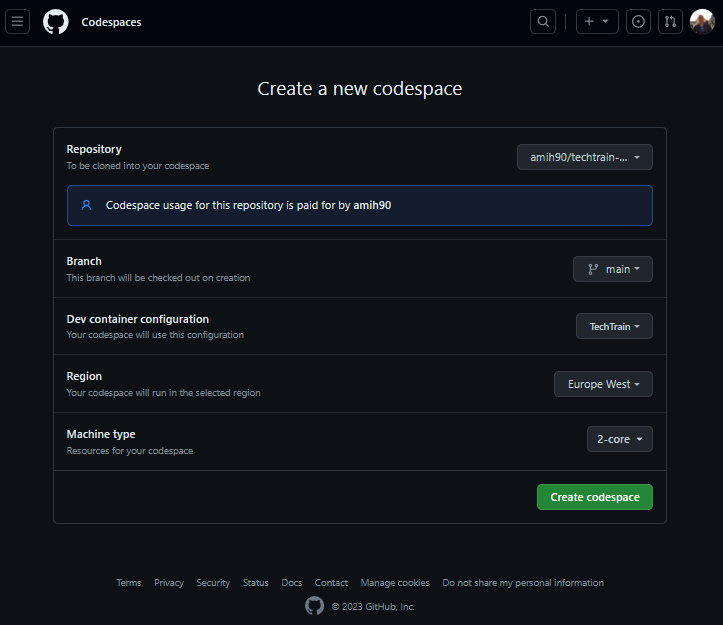 Codespaces
Create a new codespace
Repository
To be cloned into your codespace
amih90/techtrain-...
Codespace usage for this repository is paid for by amih90
Branch
This branch will be checked out on creation
main
Dev container configuration
Your codespace will use this configuration
TechTrain
Region
Your codespace will run in the selected region
Europe West
Machine type
Resources for your codespace
2-core
Create codespace
Terms Privacy Security Status Docs Contact Manage cookies Do not share my personal information
© 2023 GitHub, Inc.